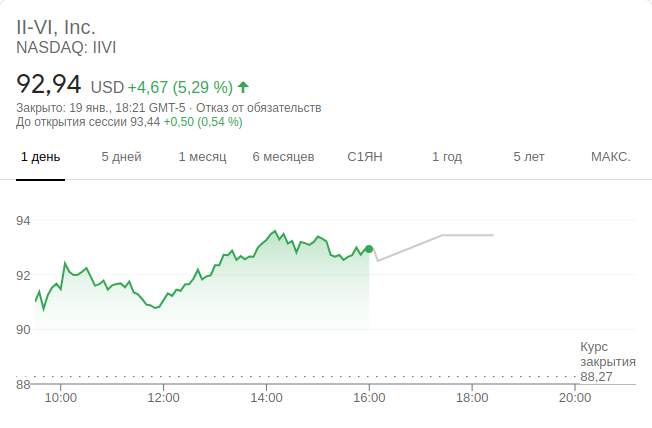 II-VI, Inc.
NASDAQ: IIVI
92,94 USD +4,67 (5,29 %)
Закрыто: 19 янв., 18:21 GMT-5 · Отказ от обязательств
До открытия сессии 93,44 +0,50 (0,54 %)
1 день 5 дней 1 месяц 6 месяцев С1ЯН 1 год 5 лет МАКС.
94
92
90
Курс
закрытия
88,27
88
10:00 12:00 14:00 16:00 18:00 20:00